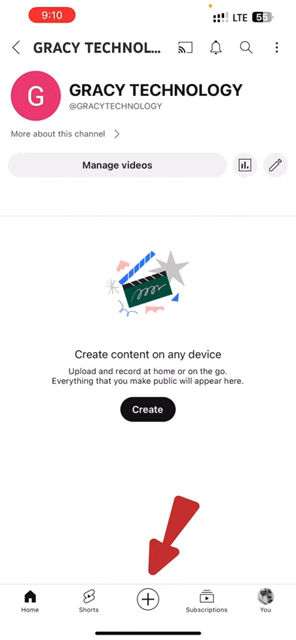 9:10
LTE 55
GRACY TECHNOL...
G
GRACY TECHNOLOGY
@GRACYTECHNOLOGY
More about this channel
Manage videos
Create content on any device
Upload and record at home or on the go.
Everything that you make public will appear here.
Create
Home
Shorts
Subscriptions
You